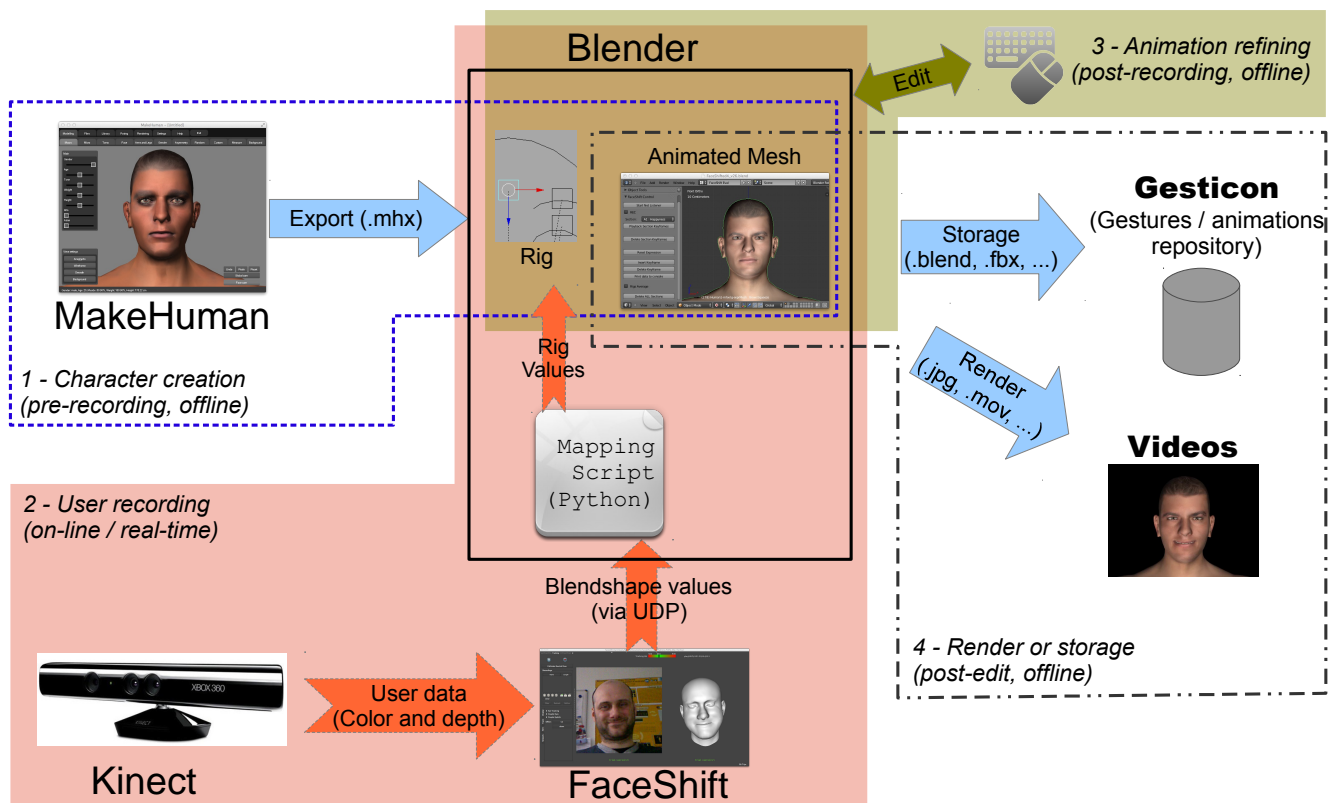 Blender
3 - Animation refining
(post-recording, offline)
Edit
MakeHuman
Export (.mhx)
Rig
Animated Mesh
Storage
(.blend, .fbx, ...)
Gesticon
(Gestures / animations
repository)
1 - Character creation
(pre-recording, offline)
Rig
Values
Render
(.jpg, .mov, ...)
Videos
Mapping
Script
(Python)
2 - User recording
(on-line / real-time)
Blendshape values
(via UDP)
4 - Render or storage
(post-edit, offline)
XBOX 360
User data
(Color and depth)
Kinect
FaceShift